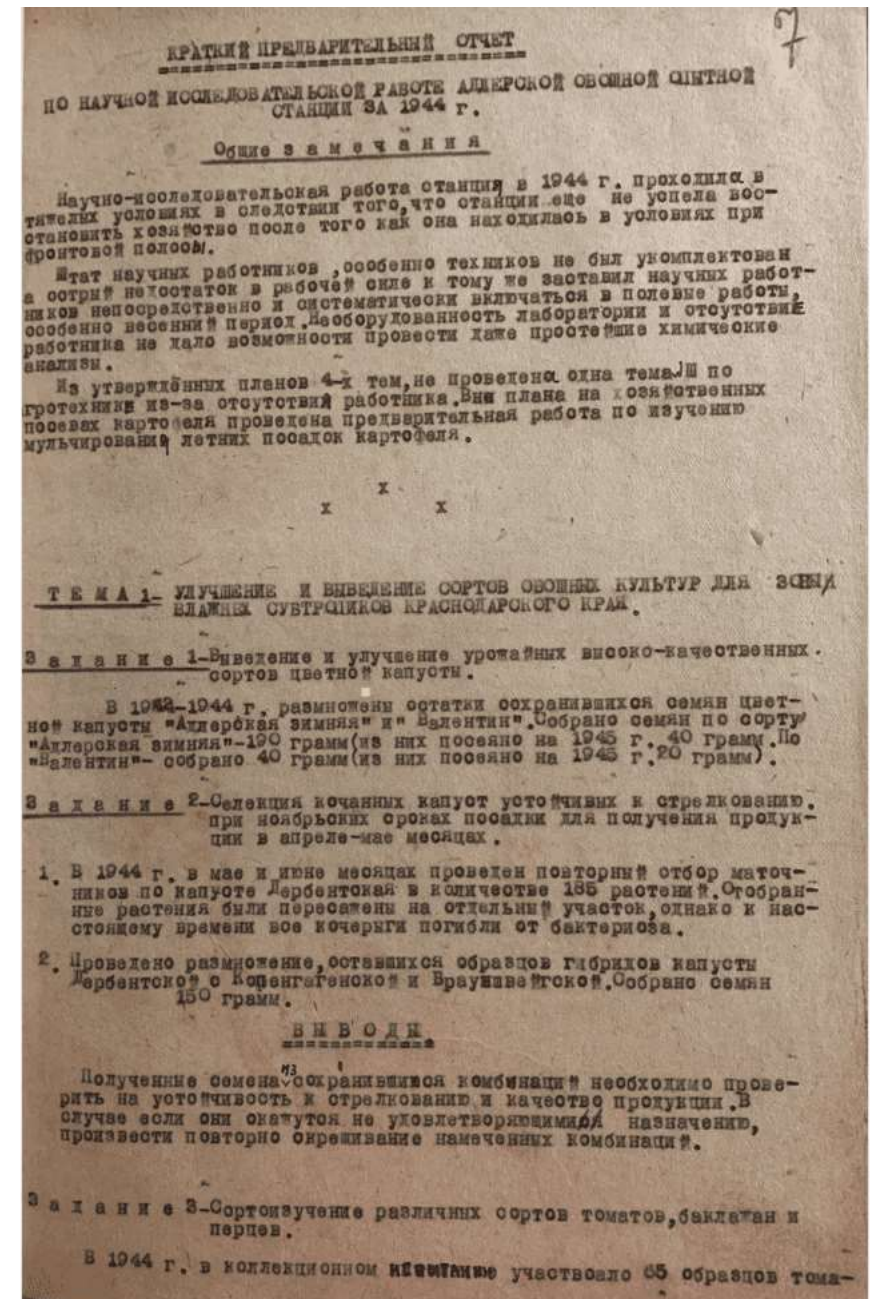 КРАТКИЙ ПРЕДВАРИТЕЛЬНЫЙ ОТЧЕТ
ПО НАУЧНОЙ ИССЛЕДОВАТЕЛЬСКОЙ РАБОТЕ АДЛЕРСКОЙ ОВОЩНОЙ ОПЫТНОЙ
СТАНЦИИ ЗА 1944 г.
Общие з а м е ч а н и я
Научно-исследовательская работа станции в 1944 г. проходила в
тяжелых условиях в следствии того,что станции еще не успела вос-
становить хозяйство после того как она находилась в условиях при
фронтовой полосы.
Штат научных работников ,особенно техников не был укомплектован
а острый недостаток в рабочей силе к тому же заставил научных работ-
ников непосредственно и систематически включаться в полевые работы,
особенно весенний период.Необорудованность лаборатории и отсутствие
работника не дало возможности провести даже простейшие химические
анализы.
Из утверждённых планов 4-х тем,не проведена одна тема Ш по
гротехнике из-за отсутствия работника.Вне плана на хозяйственных
посевах картофеля проведена предварительная работа по изучению
мульчирования летних посадок картофеля.
х
х х
Т Е М А 1- УЛУЧШЕНИЕ И ВЫВЕДЕНИЕ СОРТОВ ОВОЩНЫХ КУЛЬТУР ДЛЯ ЗОНЫ
ВЛАЖНЫХ СУБТРОПИКОВ КРАСНОДАРСКОГО КРАЯ.
З а д а н и е 1-Выведение и улучшение урожайных высоко-качественных.
сортов цветной капусты.
В 1942-1944 г. размножены остатки сохранившихся семян цвет-
ной капусты "Адлерская зимняя" и" Валентин".Собрано семян по сорту
"Адлерская зимняя"-190 грамм(из них посеяно на 1945 г. 40 грамм.По
"Валентин"- собрано 40 грамм(из них посеяно на 1945 г.20 грамм).
З а д а н и е 2-Селекция кочанных капуст устойчивых к стрелкованию.
при ноябрьских сроках посадки для получения продук-
ции в апреле-мае месяцах.
1. В 1944 г. в мае и июне месяцах проведен повторный отбор маточ-
ников по капусте Дербентская в количестве 185 растений.Отобран-
ные растения были пересажены на отдельный участок,однако к нас-
стоящему времени все кочерыги погибли от бактериоза.
2. Проведено размножение,оставшихся образцов гибридов капусты
Дербентской с Копенгагенской и Брауншвейгской.Собрано семян
150 грамм.
В Ы В О Д Ы
Полученные семена из сохранившимся комбинаций необходимо прове-
рить на устойчивость к стрелкованию и качество продукции.В
случае если они окажутся не удовлетворяющими назначению,
произвести повторно скрешивание намеченных комбинаций.
З а д а н и е 3-Сортоизучение различных сортов томатов,баклажан и
перцев.
В 1944 г. в коллекционном испытание участвоало 65 образцов тома-